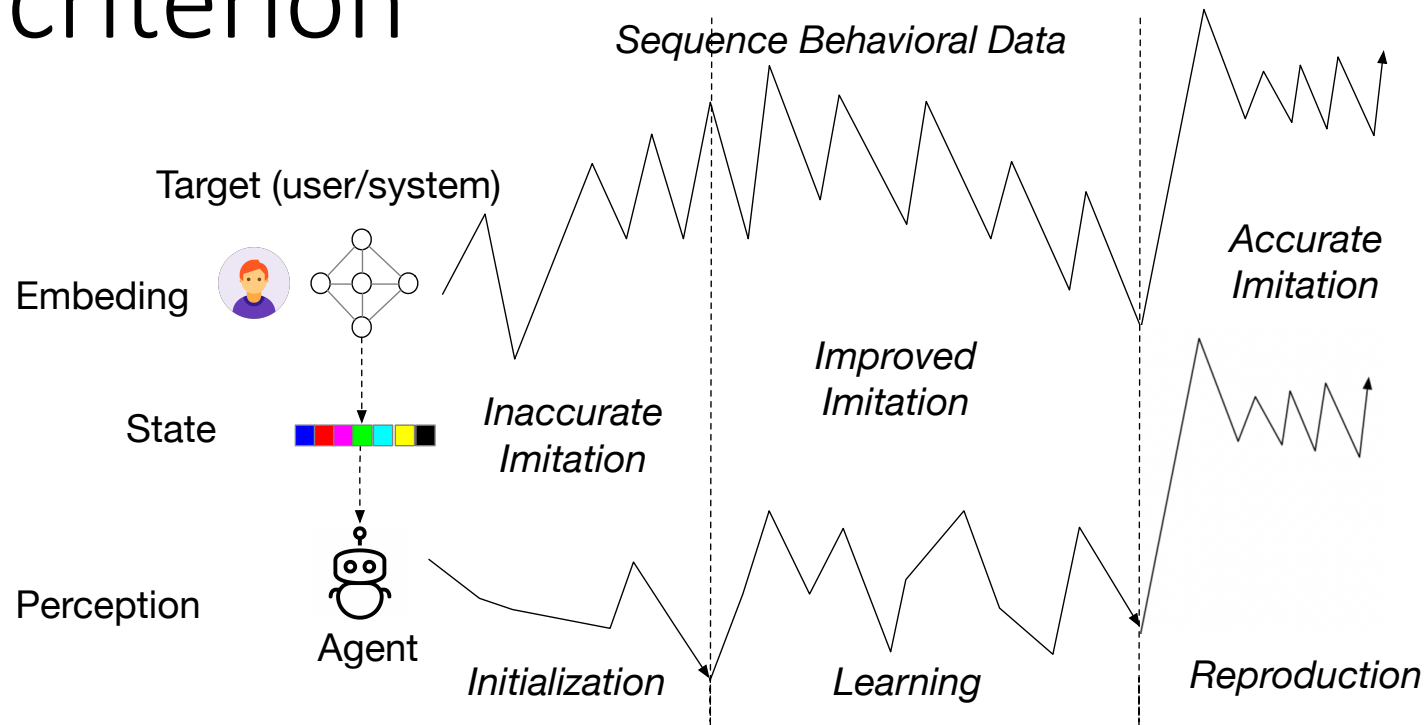 criterion
Sequence Behavioral Data
Target (user/system)
Embeding
Accurate
Imitation
Improved
Imitation
State
Inaccurate
Imitation
Perception
Agent
Initialization
Learning
Reproduction